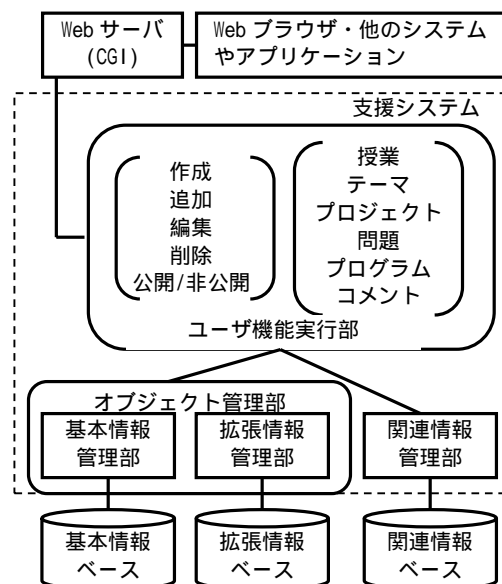 Web サーバ
(CGI)
Web ブラウザ・他のシステム
やアプリケーション
支援システム
作成
追加
編集
削除
公開/非公開
授業
テーマ
プロジェクト
問題
プログラム
コメント
ユーザ機能実行部
オブジェクト管理部
基本情報
管理部
拡張情報
管理部
関連情報
管理部
基本情報
ベース
拡張情報
ベース
関連情報
ベース